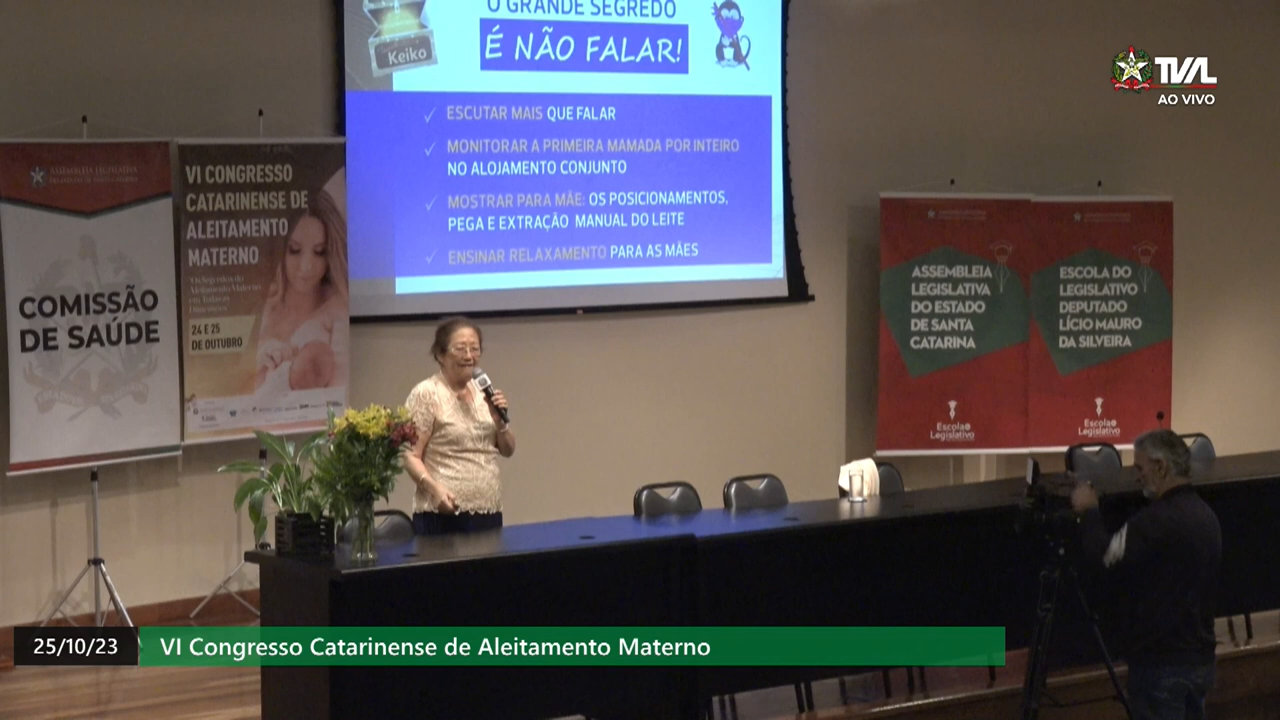 O GRANDE SEGREDO
É NÃO FALAR!
Keiko
ESCUTAR MAIS QUE FALAR
MONITORAR A PRIMEIRA MAMADA POR INTEIRO
NO ALOJAMENTO CONJUNTO
MOSTRAR PARA MÃE: OS POSICIONAMENTOS,
PEGA E EXTRAÇÃO MANUAL DO LEITE
ENSINAR RELAXAMENTO PARA AS MÃES
TVAL
AO VIVO
ASSEMBLEIA LEGISLATIVA
COMISSÃO
DE SAÚDE
VI CONGRESSO
CATARINENSE DE
ALEITAMENTO
MATERNO
24 E 25
DE OUTUBRO
ASSEMBLEIA
LEGISLATIVA
DO ESTADO
DE SANTA
CATARINA
Escola do
Legislativo
ESCOLA DO
LEGISLATIVO
DEPUTADO
LÍCIO MAURO
DA SILVEIRA
Escola do
Legislativo
25/10/23
VI Congresso Catarinense de Aleitamento Materno